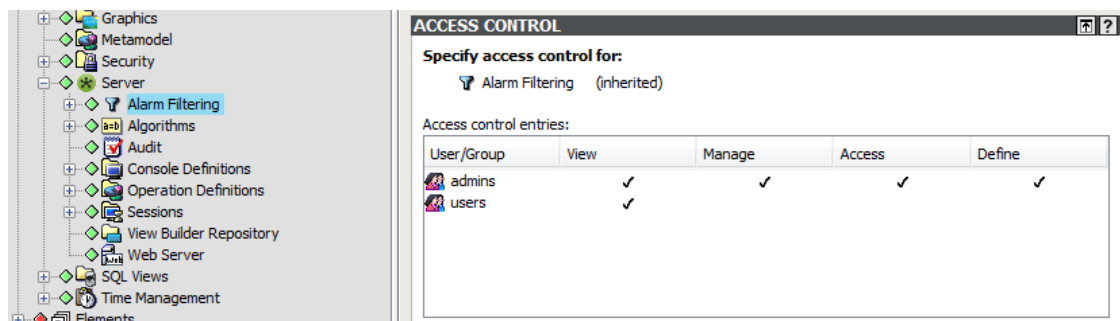 Graphics
Metamodel
Security
Server
Alarm Filtering
a=b Algorithms
Audit
Console Definitions
Operation Definitions
Sessions
View Builder Repository
Web Server
SQL Views
Time Management
Elements
ACCESS CONTROL ?
Specify access control for:
Alarm Filtering (inherited)
Access control entries:
User/Group View Manage Access Define
admins ✓ ✓ ✓ ✓
users ✓